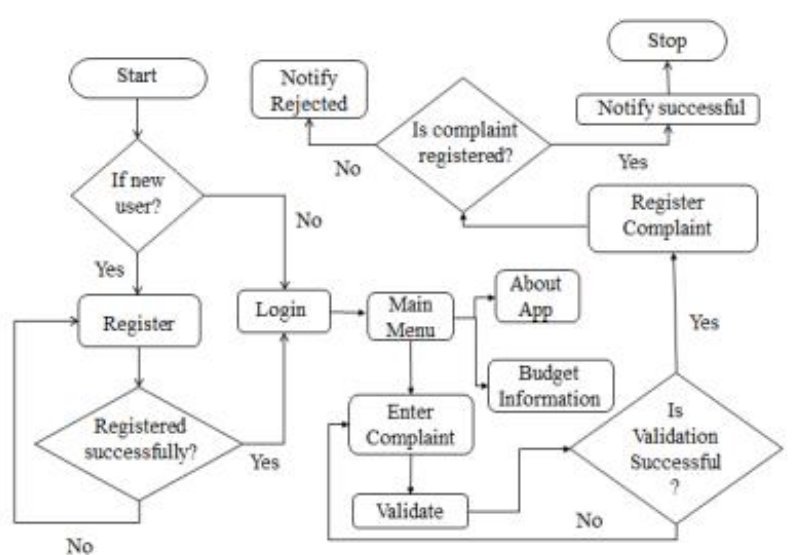 Start
If new
user?
No
Yes
Register
Registered
successfully?
Yes
No
Login
Main
Menu
About
App
Budget
Information
Enter
Complaint
Validate
Is
Validation
Successful
?
No
Yes
Register
Complaint
Is complaint
registered?
No
Notify
Rejected
Yes
Notify successful
Stop